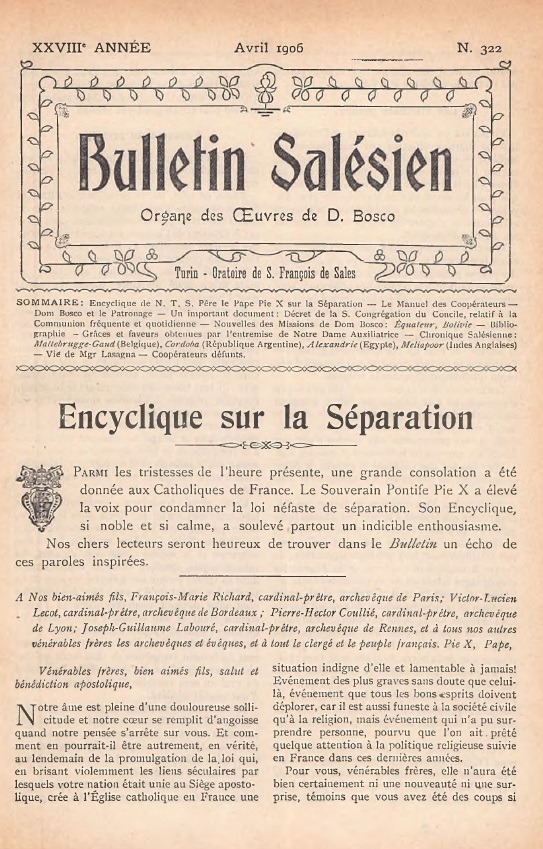 XXVIIIe ANNÉE Avril 1906 N. 322
Bulletin Salésien
Organe des Œuvres de D. Bosco
Turin - Oratoire de S. François de Sales
SOMMAIRE: Encyclique de N. T. S. Père le Pape Pie X sur la Séparation — Le Manuel des Coopérateurs —
Dom Bosco et le Patronage — Un important document: Décret de la S. Congrégation du Concile, relatif à la
Communion fréquente et quotidienne — Nouvelles des Missions de Dom Bosco: Équateur, Bolivie — Biblio-
graphie — Grâces et faveurs obtenues par l'entremise de Notre Dame Auxiliatrice — Chronique Salésienne:
Maltebrugge-Gand (Belgique), Cordoba (République Argentine), Alexandrie (Egypte), Meliapoor (Indes Anglaises)
— Vie de Mgr Lasagna — Coopérateurs défunts.
Encyclique sur la Séparation
PARMI les tristesses de l'heure présente, une grande consolation a été
donnée aux Catholiques de France. Le Souverain Pontife Pie X a élevé
la voix pour condamner la loi néfaste de séparation. Son Encyclique,
si noble et si calme, a soulevé partout un indicible enthousiasme.
Nos chers lecteurs seront heureux de trouver dans le Bulletin un écho de
ces paroles inspirées.
A Nos bien-aimés fils, François-Marie Richard, cardinal-prêtre, archevêque de Paris; Victor-Lucien
Lecot, cardinal-prêtre, archevêque de Bordeaux ; Pierre-Hector Coullié, cardinal-prêtre, archevêque
de Lyon; Joseph-Guillaume Labouré, cardinal-prêtre, archevêque de Rennes, et à tous nos autres
vénérables frères les archevêques et évêques, et à tout le clergé et le peuple français. Pie X, Pape,
Vénérables frères, bien aimés fils, salut et
bénédiction apostolique,
Notre âme est pleine d'une douloureuse solli-
citude et notre cœur se remplit d'angoisse
quand notre pensée s'arrête sur vous. Et com-
ment en pourrait-il être autrement, en vérité,
au lendemain de la promulgation de la loi qui,
en brisant violemment les liens séculaires par
lesquels votre nation était unie au Siège aposto-
lique, crée à l'Église catholique en France une
situation indigne d'elle et lamentable à jamais!
Evénement des plus graves sans doute que celui-
là, événement que tous les bons esprits doivent
déplorer, car il est aussi funeste à la société civile
qu'à la religion, mais événement qui n'a pu sur-
prendre personne, pourvu que l'on ait prêté
quelque attention à la politique religieuse suivie
en France dans ces dernières années.
Pour vous, vénérables frères, elle n'aura été
bien certainement ni une nouveauté ni une sur-
prise, témoins que vous avez été des coups si